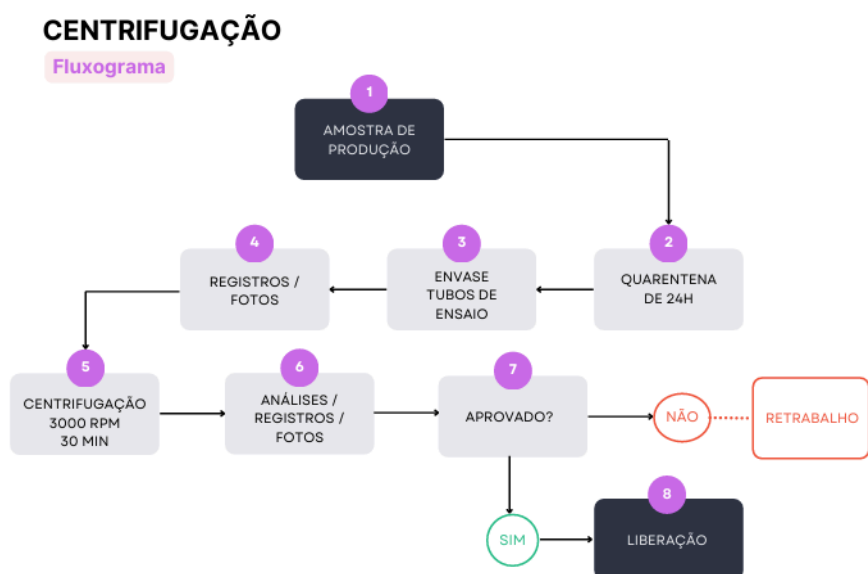 CENTRIFUGAÇÃO
Fluxograma
1
AMOSTRA DE
PRODUÇÃO
2
QUARENTENA
DE 24H
3
ENVASE
TUBOS DE
ENSAIO
4
REGISTROS /
FOTOS
5
CENTRIFUGAÇÃO
3000 RPM
30 MIN
6
ANÁLISES /
REGISTROS /
FOTOS
7
APROVADO?
NÃO
RETRABALHO
SIM
8
LIBERAÇÃO